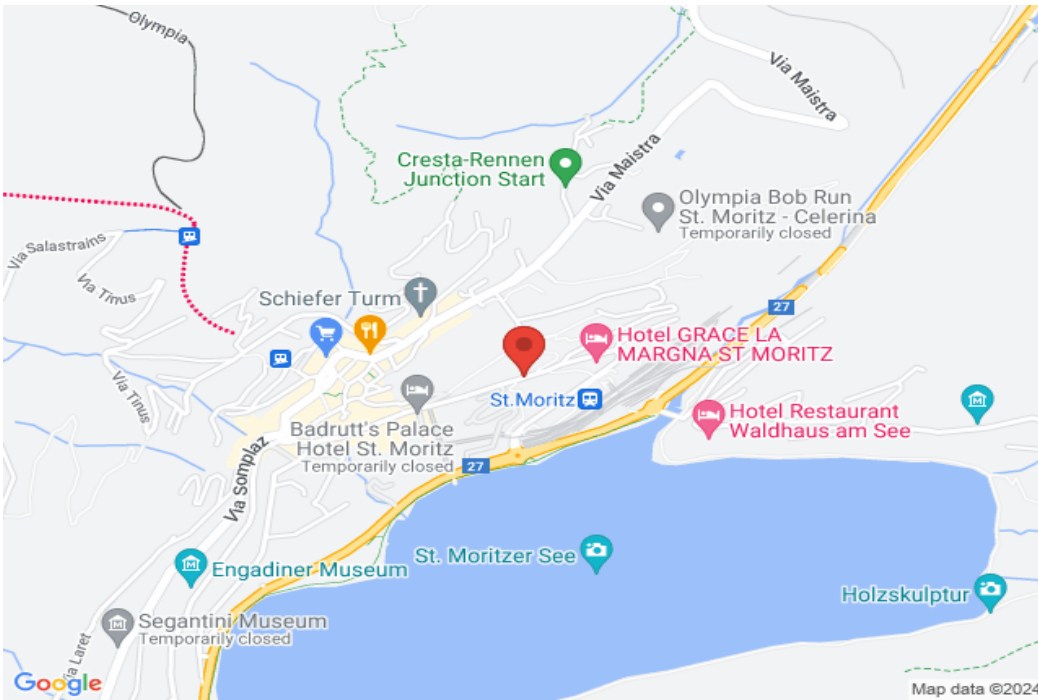 Olympia
Via Maistra
Cresta-Rennen
Junction Start
Via Maistra
Olympia Bob Run
St. Moritz - Celerina
Temporarily closed
Via Salastrains
Via Tinus
Schiefer Turm
27
Hotel GRACE LA
MARGNA ST MORITZ
Via Tinus
St. Moritz
Badrutt's Palace
Hotel St. Moritz
Temporarily closed
Hotel Restaurant
Waldhaus am See
27
Via Somplaz
St. Moritzer See
Engadiner Museum
Holzskulptur
Segantini Museum
Temporarily closed
Via Laret
Google
Map data ©2024